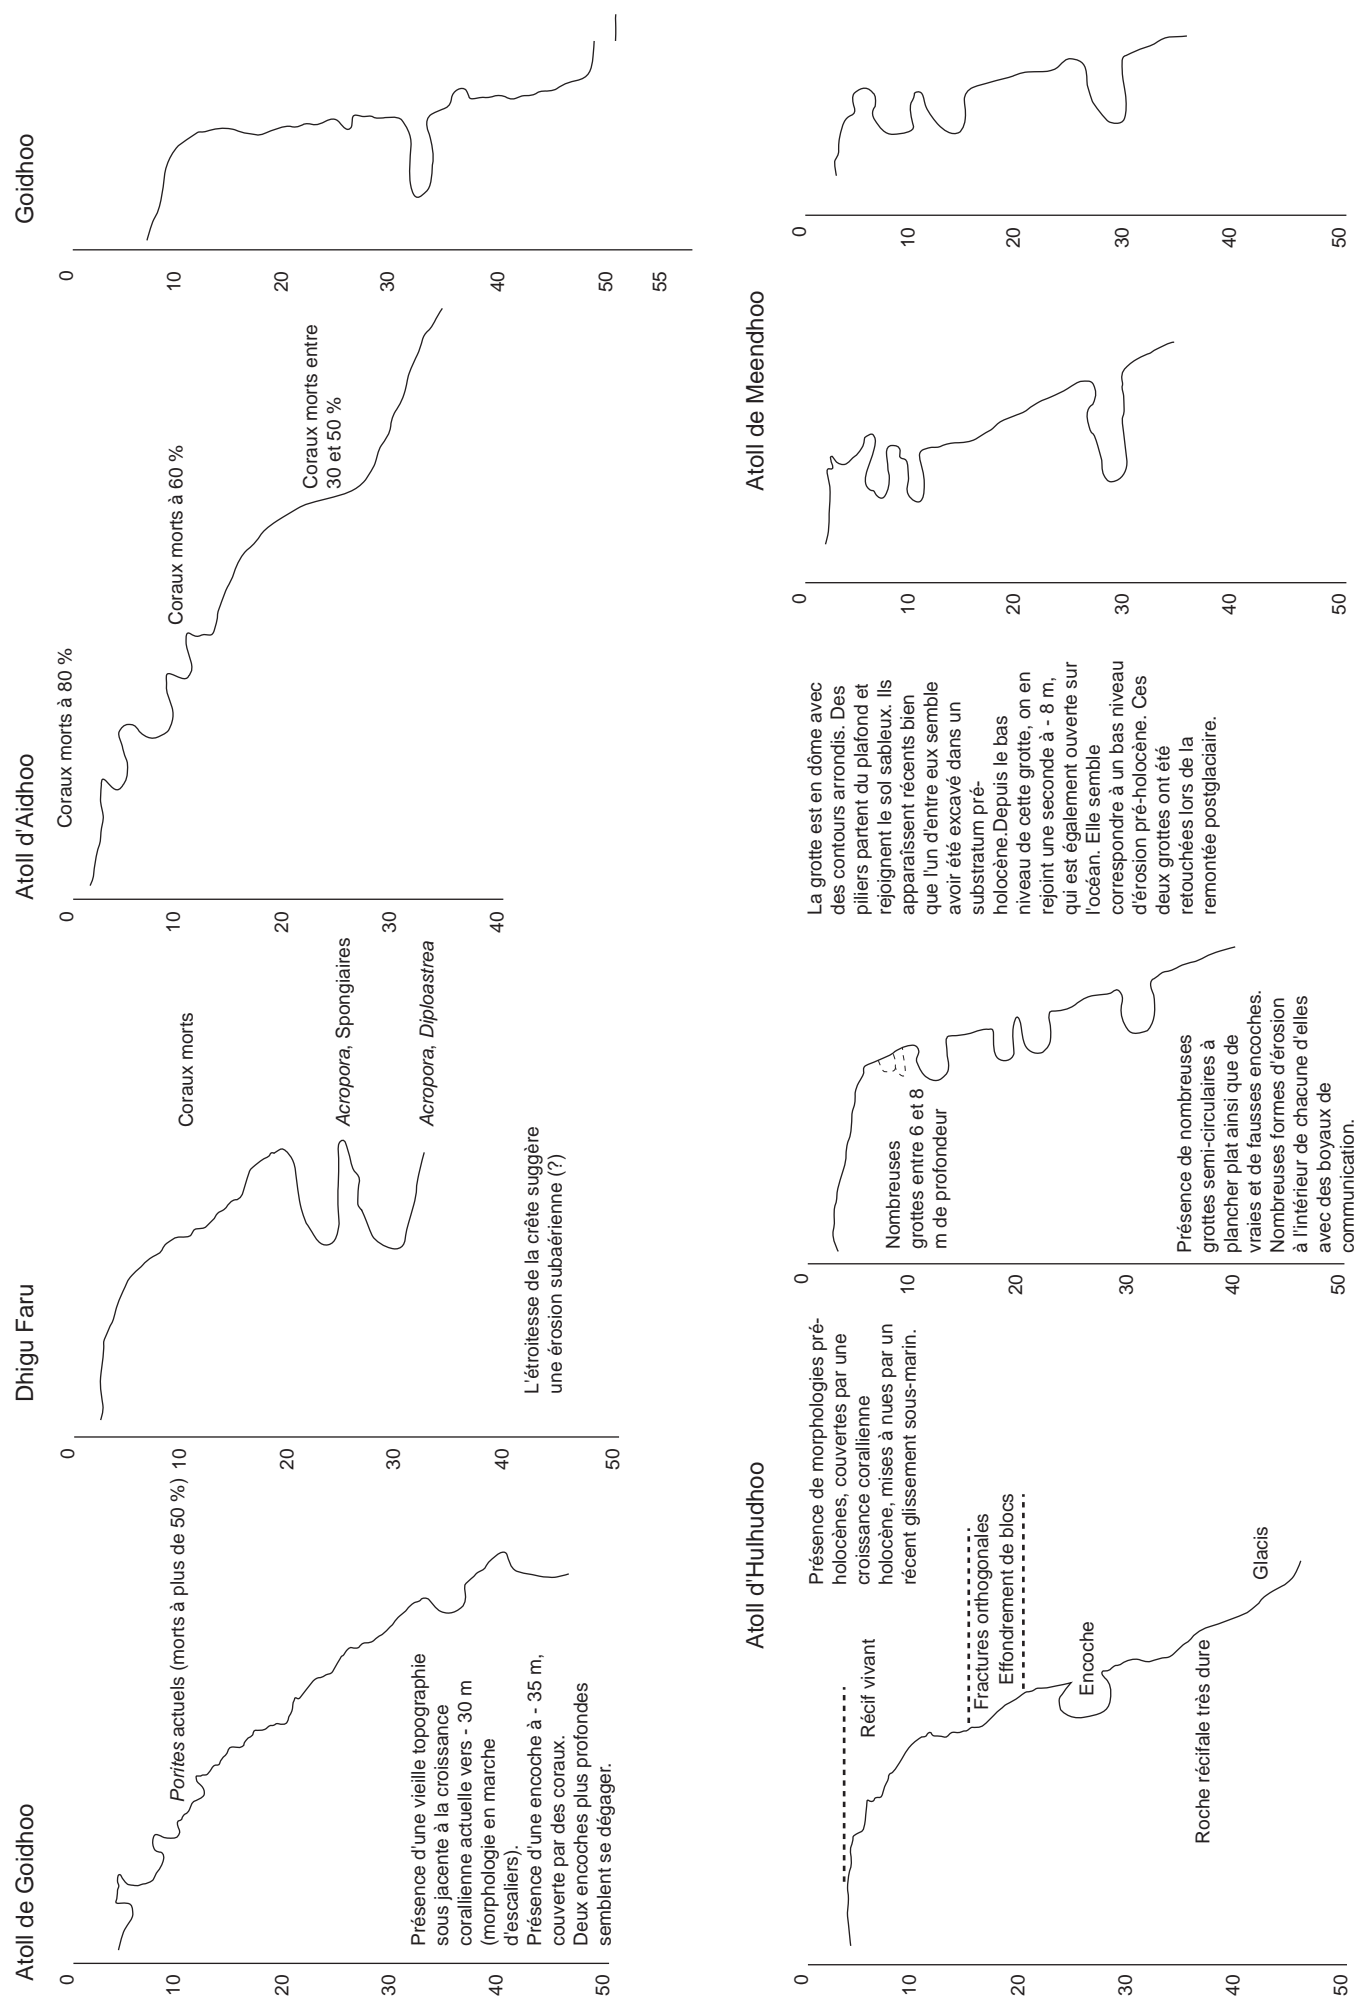 Atoll de Goidhoo
0
10
20
30
40
50
Porites actuels (morts à plus de 50 %)
Présence d'une vieille topographie
sous jacente à la croissance
corallienne actuelle vers - 30 m
(morphologie en marche
d'escaliers).
Présence d'une encoche à - 35 m,
couverte par des coraux.
Deux encoches plus profondes
semblent se dégager.
Dhigu Faru
0
10
20
30
40
50
Coraux morts
Acropora, Spongiaires
Acropora, Diploastrea
L'étroitesse de la crête suggère
une érosion subaérienne (?)
Atoll d'Aidhoo
0
10
20
30
40
Coraux morts à 80 %
Coraux morts à 60 %
Coraux morts entre
30 et 50 %
Goidhoo
0
10
20
30
40
50
55
Atoll d'Hulhudhoo
0
10
20
30
40
50
Récif vivant
Fractures orthogonales
Effondrement de blocs
Encoche
Roche récifale très dure
Glacis
Présence de morphologies pré-
holocènes, couvertes par une
croissance corallienne
holocène, mises à nues par un
récent glissement sous-marin.
0
10
20
30
40
50
Nombreuses
grottes entre 6 et 8
m de profondeur
Présence de nombreuses
grottes semi-circulaires à
plancher plat ainsi que de
vraies et de fausses encoches.
Nombreuses formes d'érosion
à l'intérieur de chacune d'elles
avec des boyaux de
communication.
La grotte est en dôme avec
des contours arrondis. Des
piliers partent du plafond et
rejoignent le sol sableux. Ils
apparaîssent récents bien
que l'un d'entre eux semble
avoir été excavé dans un
substratum pré-
holocène.Depuis le bas
niveau de cette grotte, on en
rejoint une seconde à - 8 m,
qui est également ouverte sur
l'océan. Elle semble
correspondre à un bas niveau
d'érosion pré-holocène. Ces
deux grottes ont été
retouchées lors de la
remontée postglaciaire.
Atoll de Meendhoo
0
10
20
30
40
50
0
10
20
30
40
50